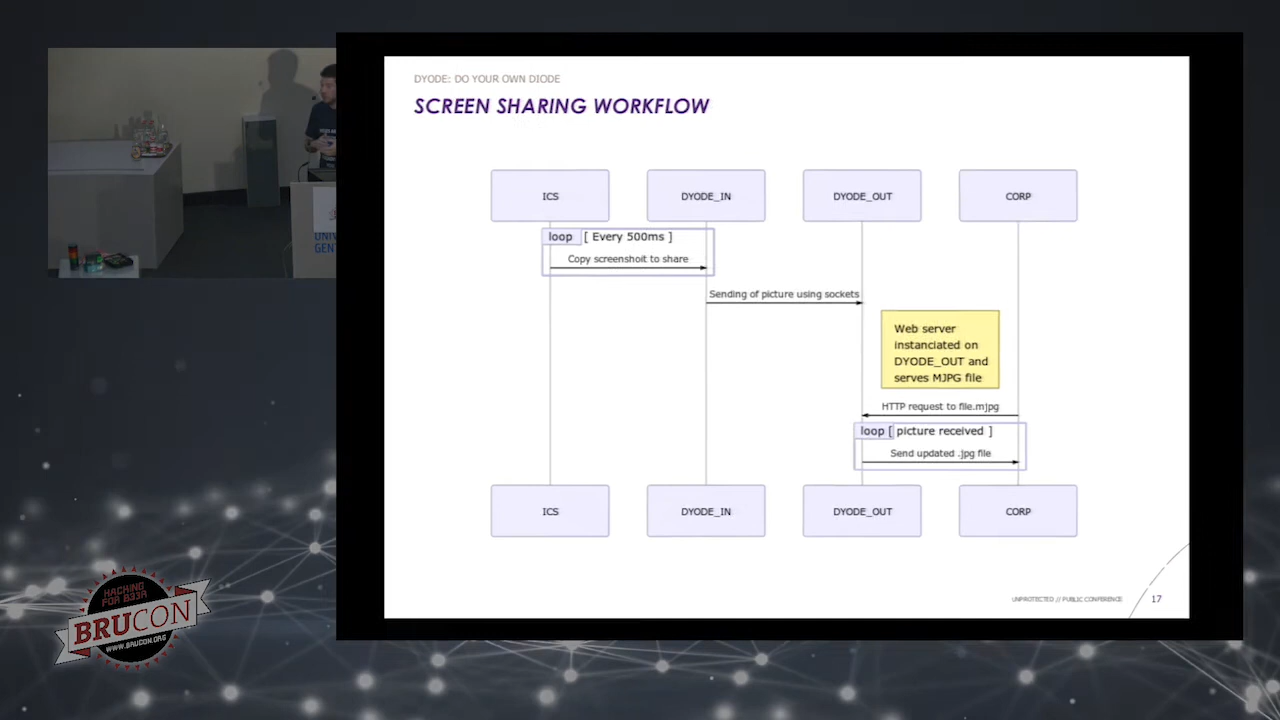 DYODE: DO YOUR OWN DIODE
SCREEN SHARING WORKFLOW
ICS
DYODE_IN
DYODE_OUT
CORP
loop [ Every 500ms ]
Copy screenshoit to share
Sending of picture using sockets
Web server
instanciated on
DYODE_OUT and
serves MJPG file
HTTP request to file.mjpg
loop [ picture received ]
Send updated .jpg file
ICS
DYODE_IN
DYODE_OUT
CORP
UNPROTECTED // PUBLIC CONFERENCE
17
UNIV
GENT
HACKING
FOR B33R
BRUCON
WWW.BRUCON.ORG